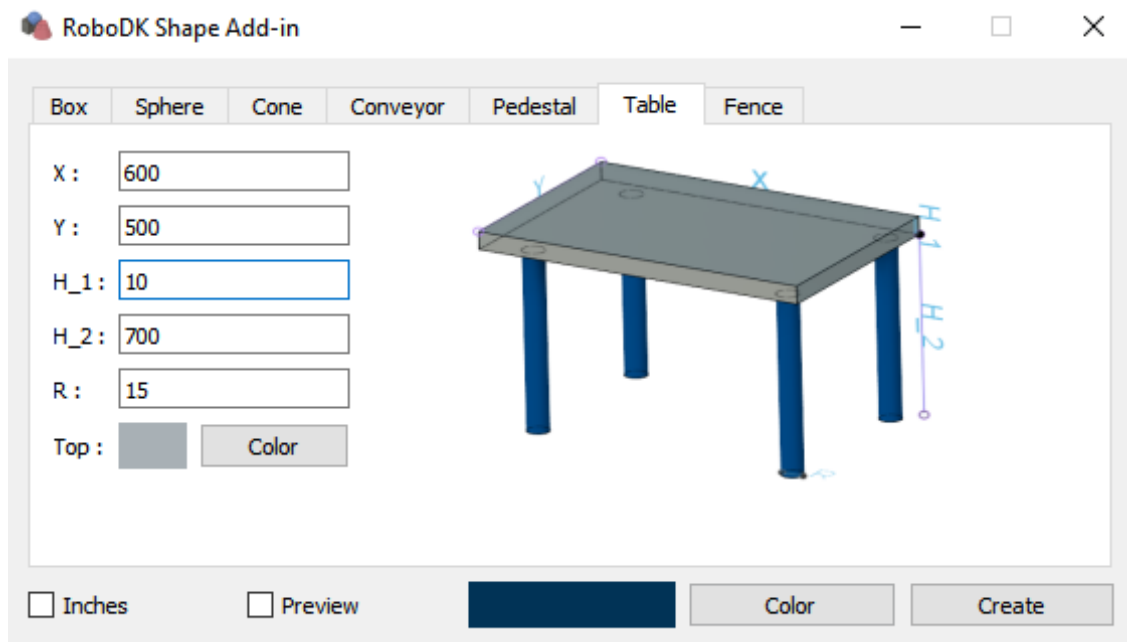 RoboDK Shape Add-in
Box Sphere Cone Conveyor Pedestal Table Fence
X : 600
Y : 500
H_1 : 10
H_2 : 700
R : 15
Top : Color
Y
X
H_1
H_2
R
Inches Preview Color Create